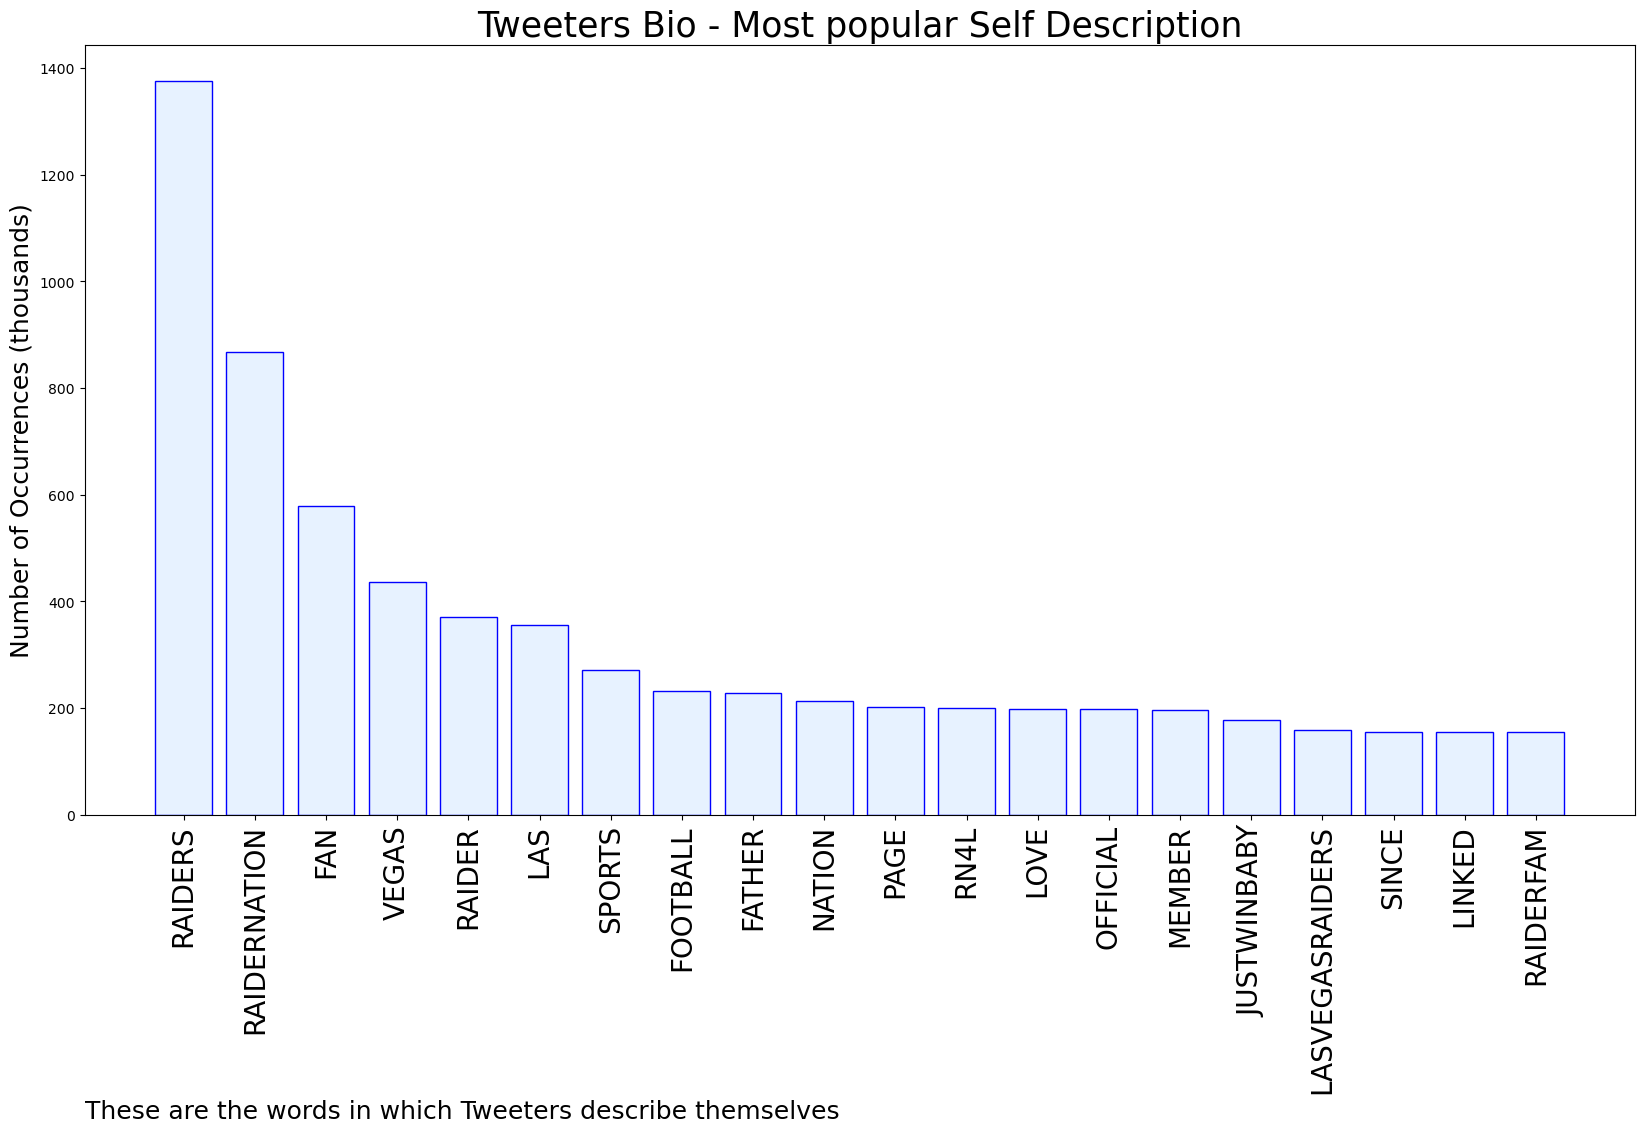 Tweeters Bio - Most popular Self Description
Number of Occurrences (thousands)
1400
1200
1000
800
600
400
200
0
RAIDERS
RAIDERNATION
FAN
VEGAS
RAIDER
LAS
SPORTS
FOOTBALL
FATHER
NATION
PAGE
RN4L
LOVE
OFFICIAL
MEMBER
JUSTWINBABY
LASVEGASRAIDERS
SINCE
LINKED
RAIDERFAM
These are the words in which Tweeters describe themselves